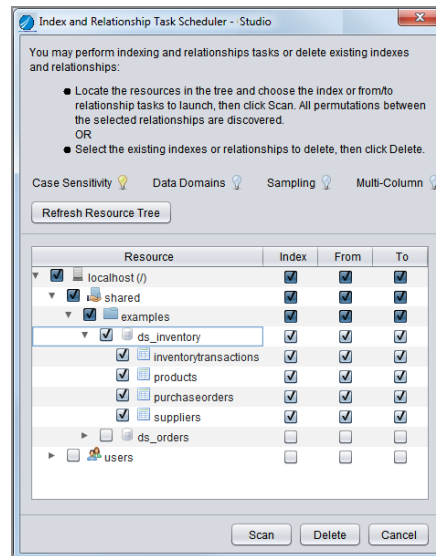 Index and Relationship Task Scheduler - Studio
You may perform indexing and relationships tasks or delete existing indexes
and relationships:
● Locate the resources in the tree and choose the index or from/to
relationship tasks to launch, then click Scan. All permutations between
the selected relationships are discovered.
OR
● Select the existing indexes or relationships to delete, then click Delete.
Case Sensitivity Data Domains Sampling Multi-Column
Refresh Resource Tree
Resource Index From To
localhost (/)
shared
examples
ds_inventory
inventorytransactions
products
purchaseorders
suppliers
ds_orders
users
Scan Delete Cancel